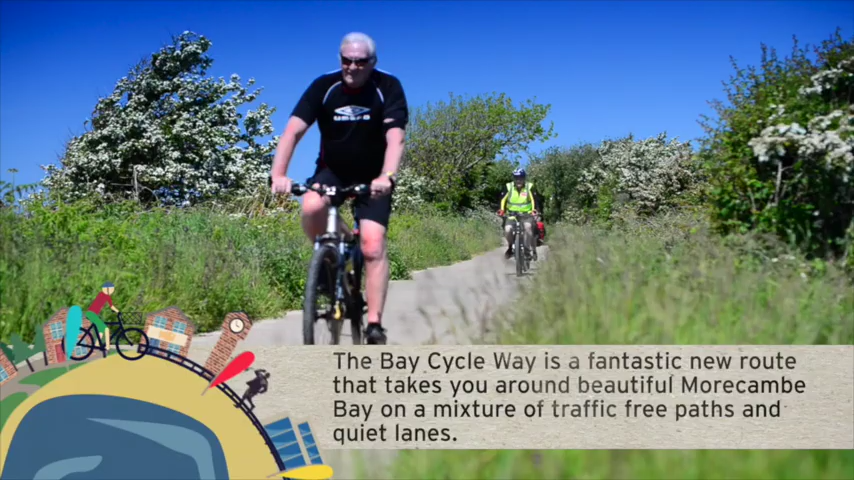 umbro
The Bay Cycle Way is a fantastic new route
that takes you around beautiful Morecambe
Bay on a mixture of traffic free paths and
quiet lanes.